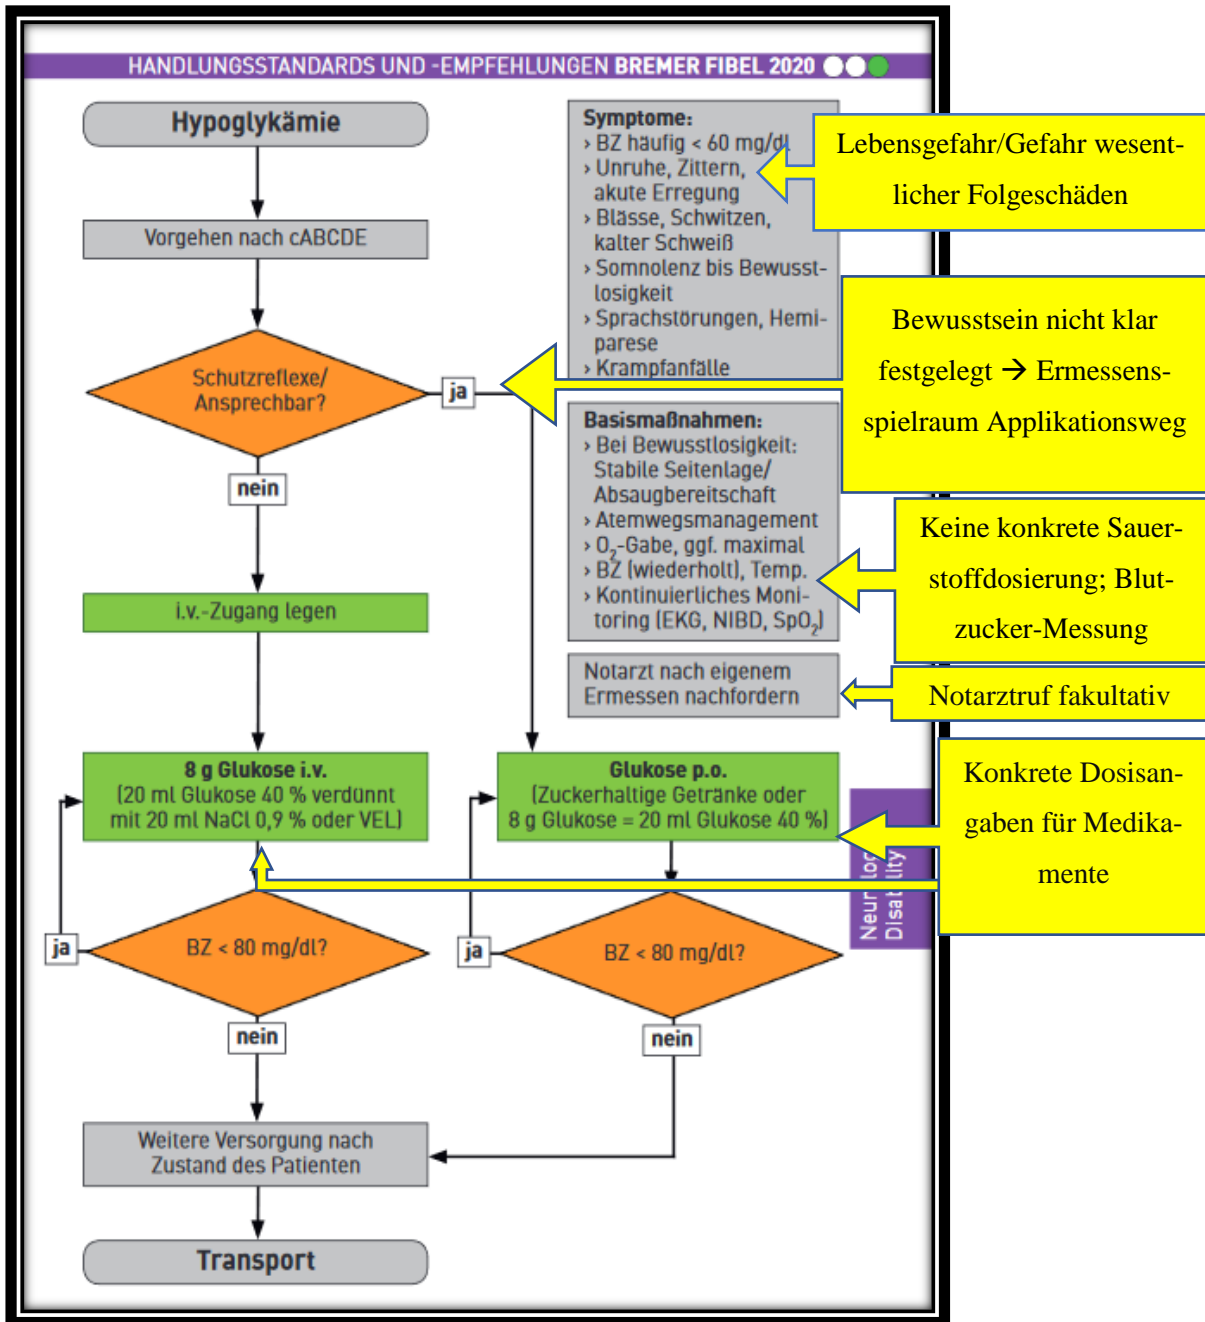 HANDLUNGSSTANDARDS UND -EMPFEHLUNGEN BREMER FIBEL 2020
Hypoglykämie
Vorgehen nach cABCDE
Schutzreflexe/
Ansprechbar?
ja
nein
i.v.-Zugang legen
8 g Glukose i.v.
(20 ml Glukose 40 % verdünnt
mit 20 ml NaCl 0,9 % oder VEL)
Glukose p.o.
(Zuckerhaltige Getränke oder
8 g Glukose = 20 ml Glukose 40 %)
ja
BZ < 80 mg/dl?
ja
BZ < 80 mg/dl?
nein
nein
Weitere Versorgung nach
Zustand des Patienten
Transport
Symptome:
› BZ häufig < 60 mg/dl
› Unruhe, Zittern,
akute Erregung
› Blässe, Schwitzen,
kalter Schweiß
› Somnolenz bis Bewusst-
losigkeit
› Sprachstörungen, Hemi-
parese
› Krampfanfälle
Basismaßnahmen:
› Bei Bewusstlosigkeit:
Stabile Seitenlage/
Absaugbereitschaft
› Atemwegsmanagement
› O₂-Gabe, ggf. maximal
› BZ (wiederholt), Temp.
› Kontinuierliches Moni-
toring (EKG, NIBD, SpO₂)
Notarzt nach eigenem
Ermessen nachfordern
Lebensgefahr/Gefahr wesent-
licher Folgeschäden
Bewusstsein nicht klar
festgelegt → Ermessens-
spielraum Applikationsweg
Keine konkrete Sauer-
stoffdosierung; Blut-
zucker-Messung
Notarztruf fakultativ
Konkrete Dosisan-
gaben für Medika-
mente